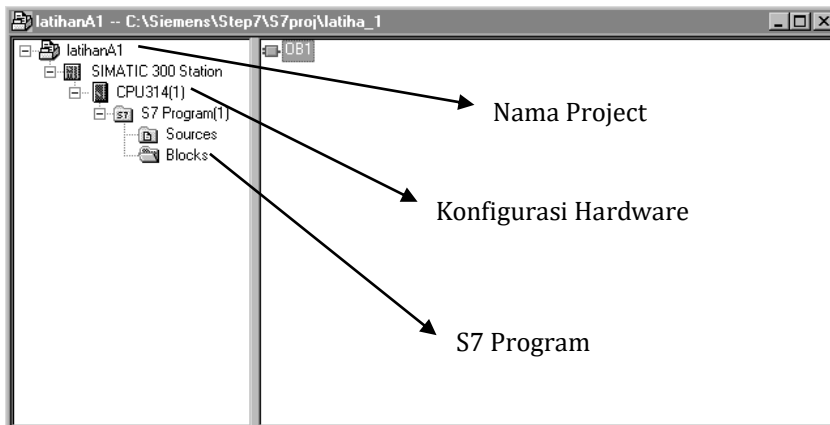 latihanA1 -- C:\Siemens\Step7\S7proj\latiha_1
latihanA1
SIMATIC 300 Station
CPU314(1)
S7 Program(1)
Sources
Blocks
OB1
Nama Project
Konfigurasi Hardware
S7 Program